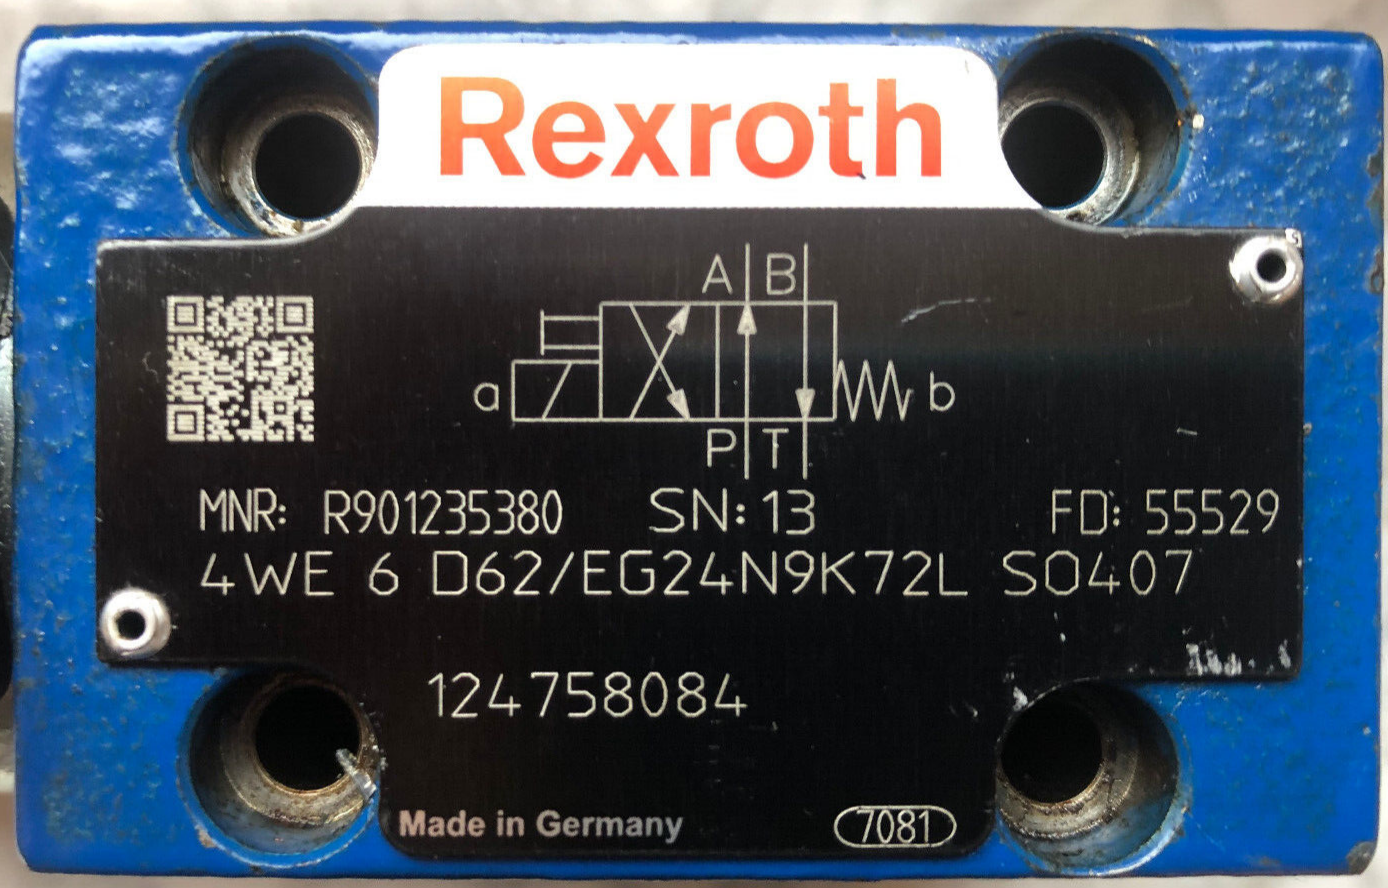 Rexroth
A B
a b
P T
MNR: R901235380 SN: 13 FD: 55529
4WE 6 D62/EG24N9K72L SO407
124758084
Made in Germany 7081